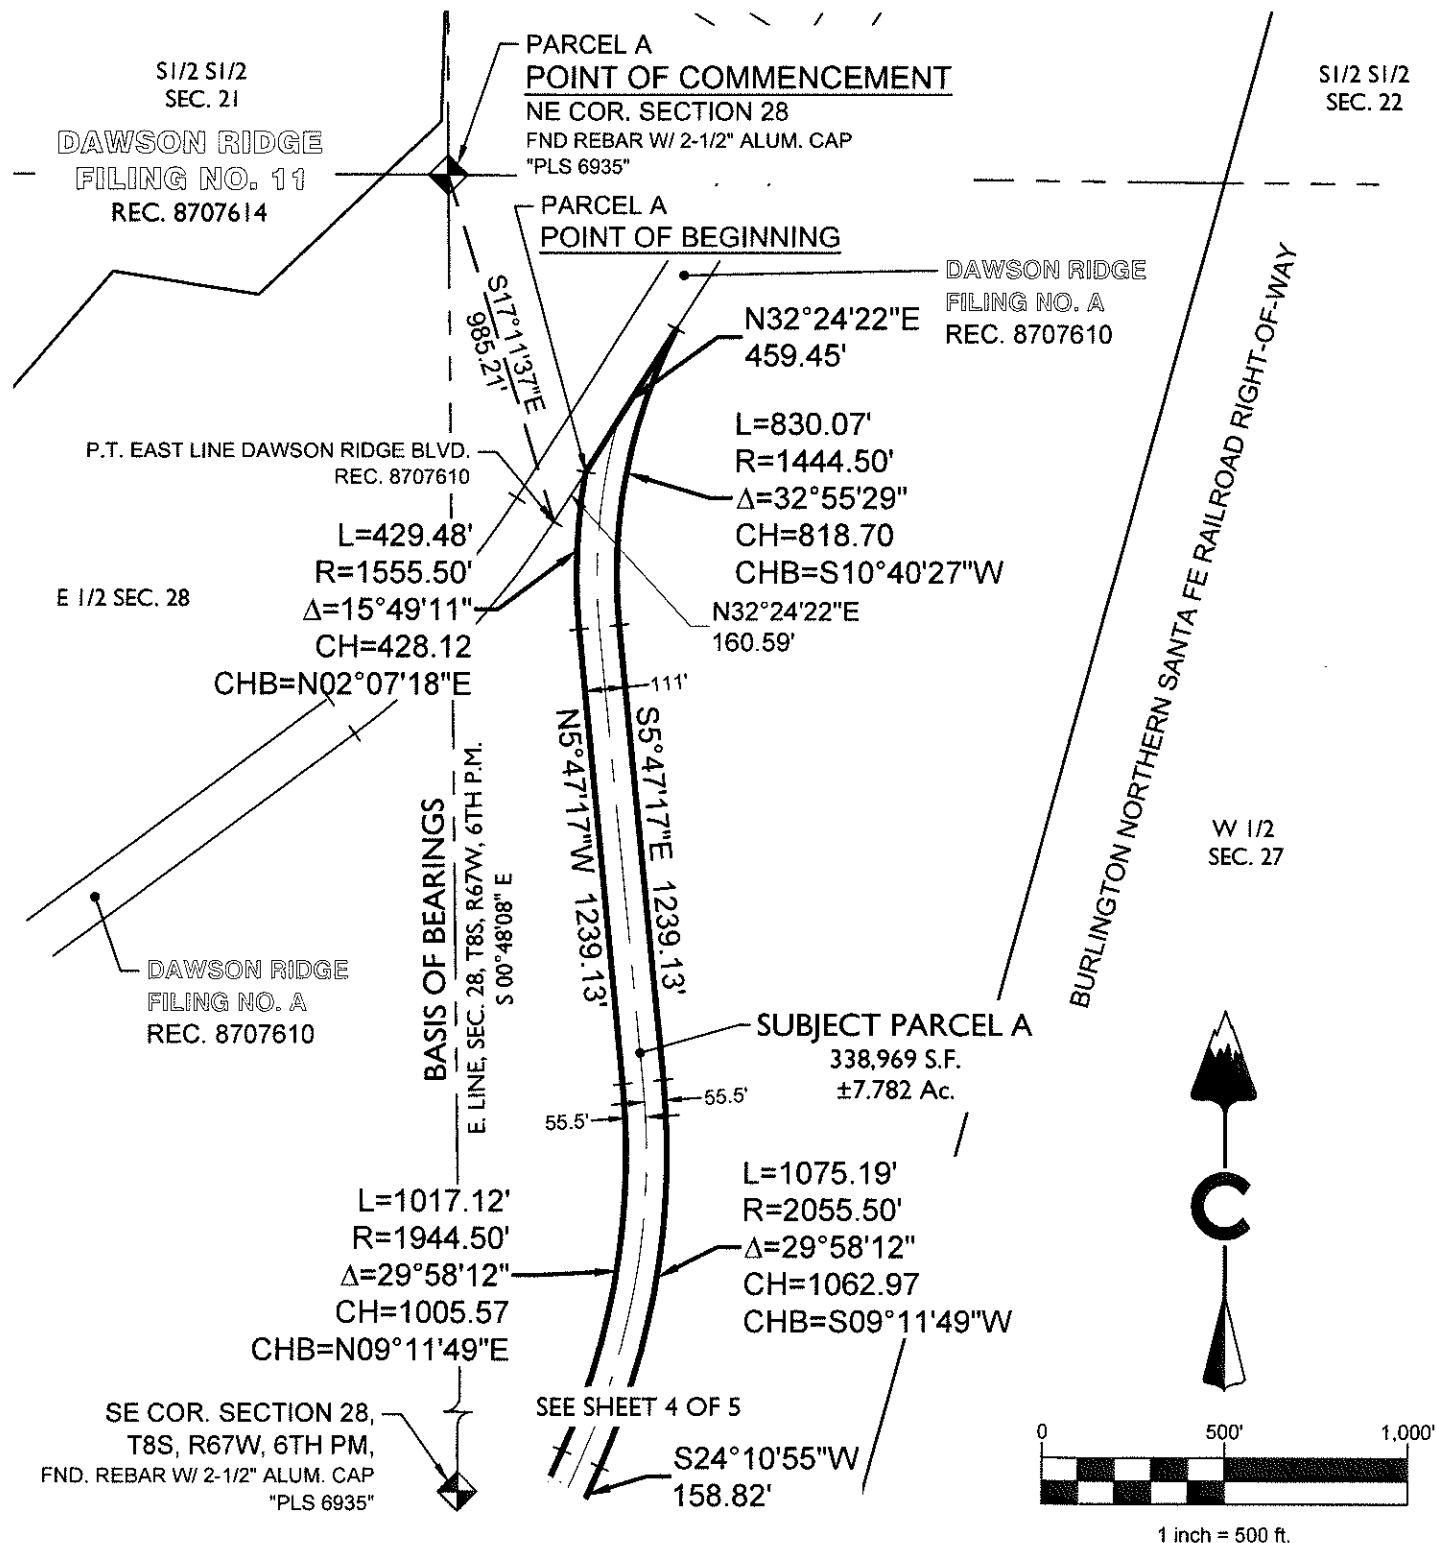 S1/2 S1/2
SEC. 21
DAWSON RIDGE
FILING NO. 11
REC. 8707614
PARCEL A
POINT OF COMMENCEMENT
NE COR. SECTION 28
FND REBAR W/ 2-1/2" ALUM. CAP
"PLS 6935"
S1/2 S1/2
SEC. 22
PARCEL A
POINT OF BEGINNING
DAWSON RIDGE
FILING NO. A
REC. 8707610
S17°11'37"E
985.21'
N32°24'22"E
459.45'
P.T. EAST LINE DAWSON RIDGE BLVD.
REC. 8707610
L=830.07'
R=1444.50'
Δ=32°55'29"
CH=818.70
CHB=S10°40'27"W
L=429.48'
R=1555.50'
Δ=15°49'11"
CH=428.12
CHB=N02°07'18"E
E 1/2 SEC. 28
N32°24'22"E
160.59'
111'
N5°47'17"W 1239.13'
S5°47'17"E 1239.13'
BURLINGTON NORTHERN SANTA FE RAILROAD RIGHT-OF-WAY
W 1/2
SEC. 27
BASIS OF BEARINGS
E. LINE, SEC. 28, T8S, R67W, 6TH P.M.
S 00°48'08" E
DAWSON RIDGE
FILING NO. A
REC. 8707610
SUBJECT PARCEL A
338,969 S.F.
±7.782 Ac.
55.5'
55.5'
L=1017.12'
R=1944.50'
Δ=29°58'12"
CH=1005.57
CHB=N09°11'49"E
L=1075.19'
R=2055.50'
Δ=29°58'12"
CH=1062.97
CHB=S09°11'49"W
C
SEE SHEET 4 OF 5
SE COR. SECTION 28,
T8S, R67W, 6TH PM,
FND. REBAR W/ 2-1/2" ALUM. CAP
"PLS 6935"
S24°10'55"W
158.82'
0 500' 1,000'
1 inch = 500 ft.